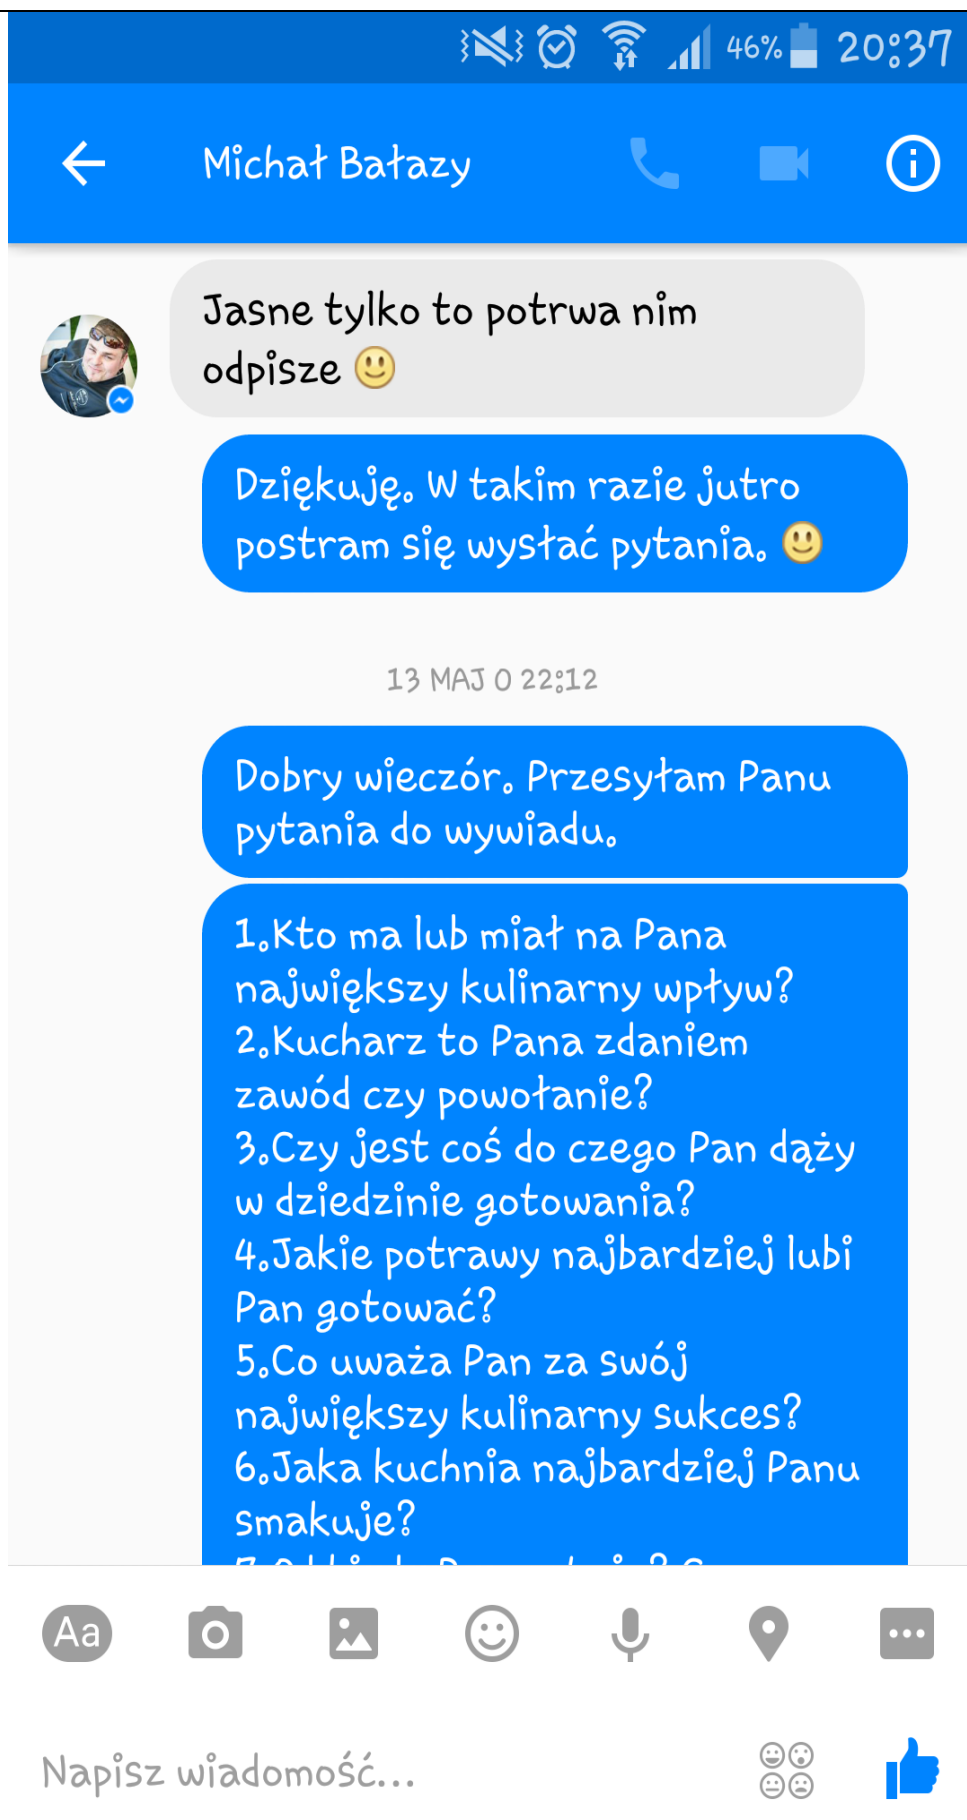 46% 20:37
Michał Bałazy
Jasne tylko to potrwa nim
odpisze 🙂
Dziękuję. W takim razie jutro
postram się wysłać pytania. 🙂
13 MAJ O 22:12
Dobry wieczór. Przesyłam Panu
pytania do wywiadu.
1.Kto ma lub miał na Pana
największy kulinarny wpływ?
2.Kucharz to Pana zdaniem
zawód czy powołanie?
3.Czy jest coś do czego Pan dąży
w dziedzinie gotowania?
4.Jakie potrawy najbardziej lubi
Pan gotować?
5.Co uważa Pan za swój
największy kulinarny sukces?
6.Jaka kuchnia najbardziej Panu
smakuje?
Aa
Napisz wiadomość...